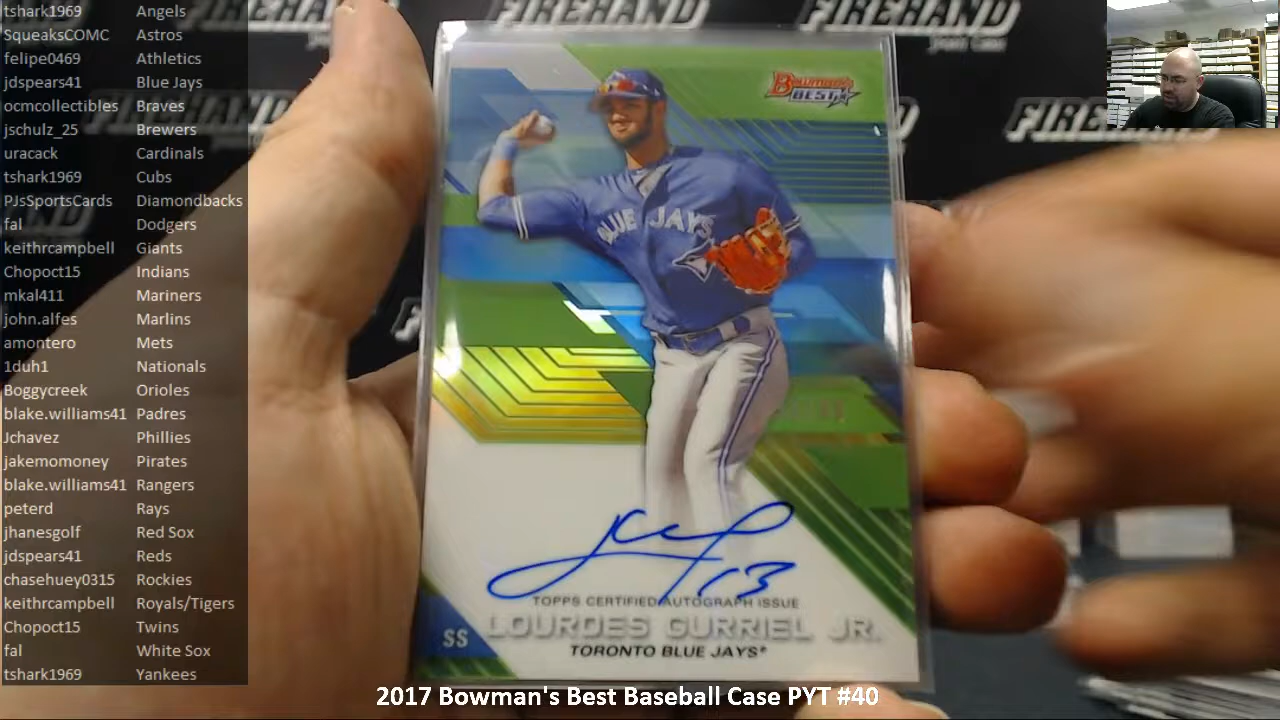 tshark1969 Angels
SqueaksCOMC Astros
felipe0469 Athletics
jdspears41 Blue Jays
ocmcollectibles Braves
jschulz_25 Brewers
uracack Cardinals
tshark1969 Cubs
PJsSportsCards Diamondbacks
fal Dodgers
keithrcampbell Giants
Chopoct15 Indians
mkal411 Mariners
john.alfes Marlins
amontero Mets
1duh1 Nationals
Boggycreek Orioles
blake.williams41 Padres
Jchavez Phillies
jakemomoney Pirates
blake.williams41 Rangers
peterd Rays
jhanesgolf Red Sox
jdspears41 Reds
chasehuey0315 Rockies
keithrcampbell Royals/Tigers
Chopoct15 Twins
fal White Sox
tshark1969 Yankees
FIREHAND
FIREHAND
FIREHAND
BOWMAN'S
BEST
BLUE JAYS
13
TOPPS CERTIFIED AUTOGRAPH ISSUE
SS LOURDES GURRIEL JR.
TORONTO BLUE JAYS®
2017 Bowman's Best Baseball Case PYT #40